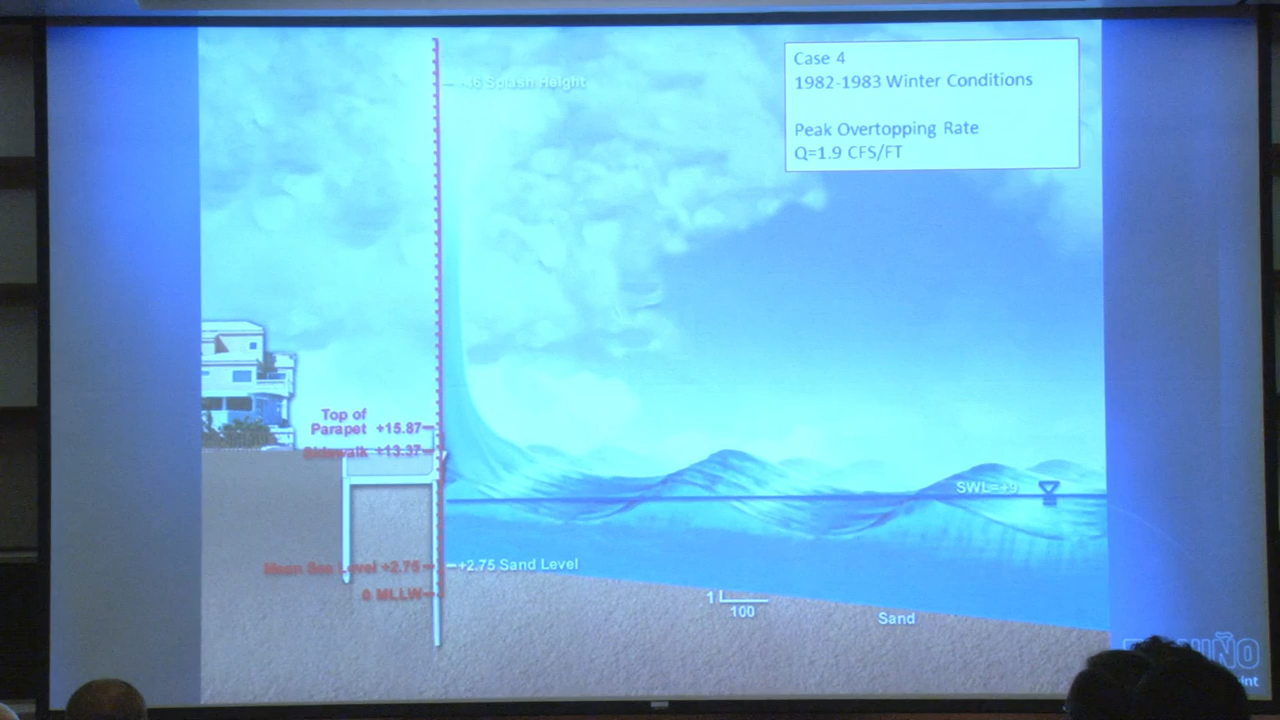 Case 4
1982-1983 Winter Conditions
Peak Overtopping Rate
Q=1.9 CFS/FT
+46 Splash Height
Top of
Parapet +15.87
Sidewalk +13.37
SWL=+9
Mean Sea Level +2.75
+2.75 Sand Level
0 MLLW
1
100
Sand
NIÑO